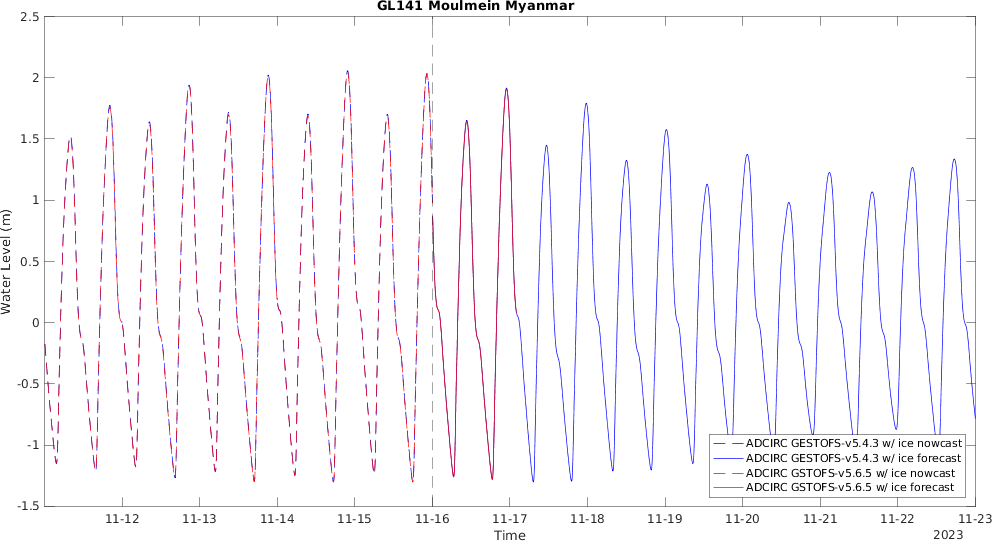 GL141 Moulmein Myanmar
2.5
2
1.5
1
0.5
0
-0.5
-1
-1.5
Water Level (m)
ADCIRC GESTOFS-v5.4.3 w/ ice nowcast
ADCIRC GESTOFS-v5.4.3 w/ ice forecast
ADCIRC GSTOFS-v5.6.5 w/ ice nowcast
ADCIRC GSTOFS-v5.6.5 w/ ice forecast
11-12 11-13 11-14 11-15 11-16 11-17 11-18 11-19 11-20 11-21 11-22 11-23
Time
2023